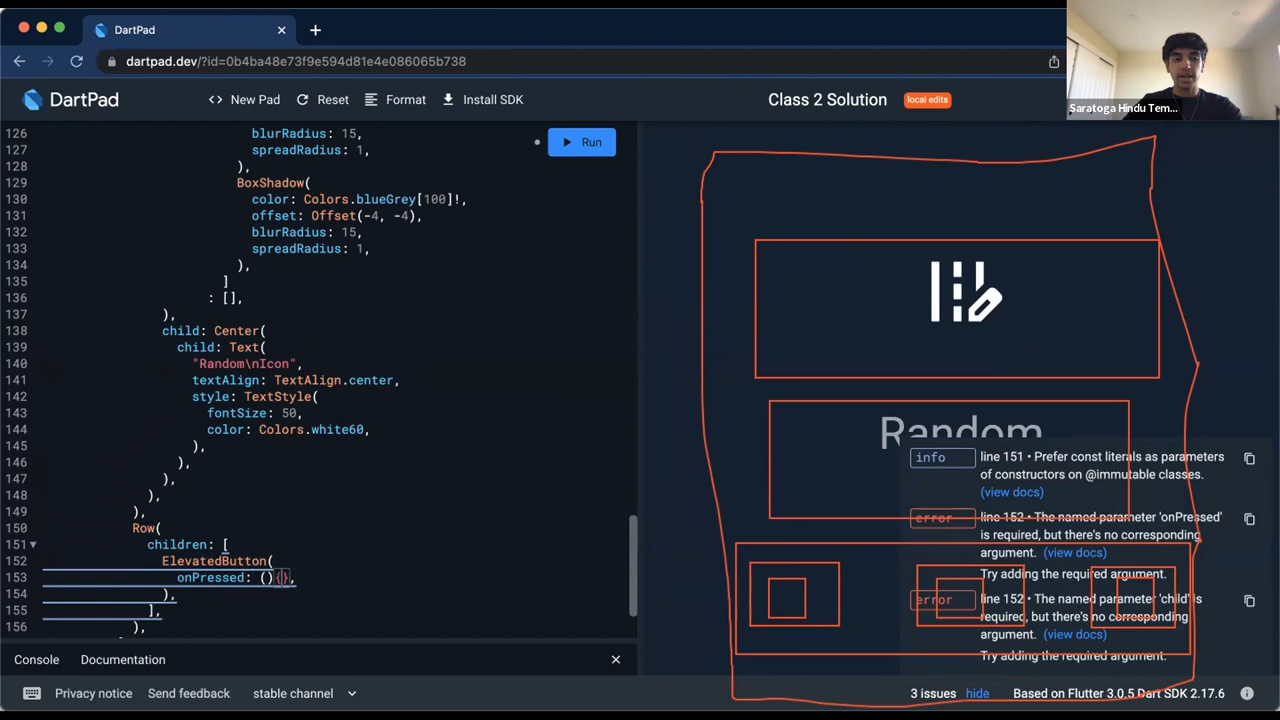 DartPad
dartpad.dev/?id=0b4ba48e73f9e594d81e4e086065b738
Saratoga Hindu Tem...
DartPad
New Pad
Reset
Format
Install SDK
Class 2 Solution
local edits
Run
126 blurRadius: 15,
127 spreadRadius: 1,
128 ),
129 BoxShadow(
130 color: Colors.blueGrey[100]!,
131 offset: Offset(-4, -4),
132 blurRadius: 15,
133 spreadRadius: 1,
134 ),
135 ]
136 : [],
137 ),
138 child: Center(
139 child: Text(
140 "Random\nIcon",
141 textAlign: TextAlign.center,
142 style: TextStyle(
143 fontSize: 50,
144 color: Colors.white60,
145 ),
146 ),
147 ),
148 ),
149 ),
150 Row(
151 children: [
152 ElevatedButton(
153 onPressed: (){},
154 ),
155 ],
156 ),
Random
info
line 151 • Prefer const literals as parameters
of constructors on @immutable classes.
(view docs)
error
line 152 • The named parameter 'onPressed'
is required, but there's no corresponding
argument. (view docs)
Try adding the required argument.
error
line 152 • The named parameter 'child' is
required, but there's no corresponding
argument. (view docs)
Try adding the required argument.
Console
Documentation
Privacy notice
Send feedback
stable channel
3 issues
hide
Based on Flutter 3.0.5 Dart SDK 2.17.6